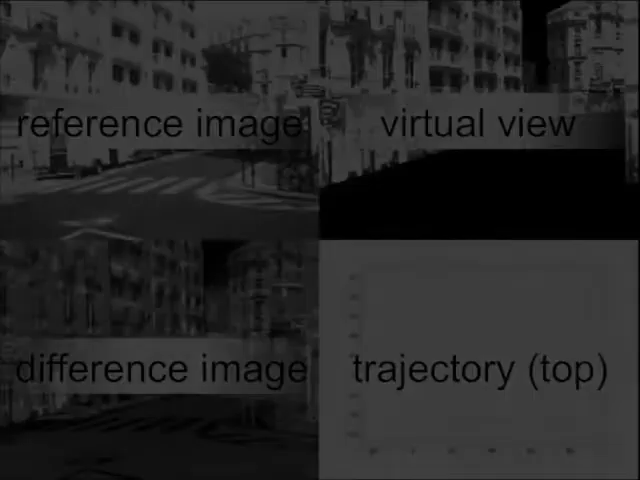 reference image
virtual view
difference image
trajectory (top)